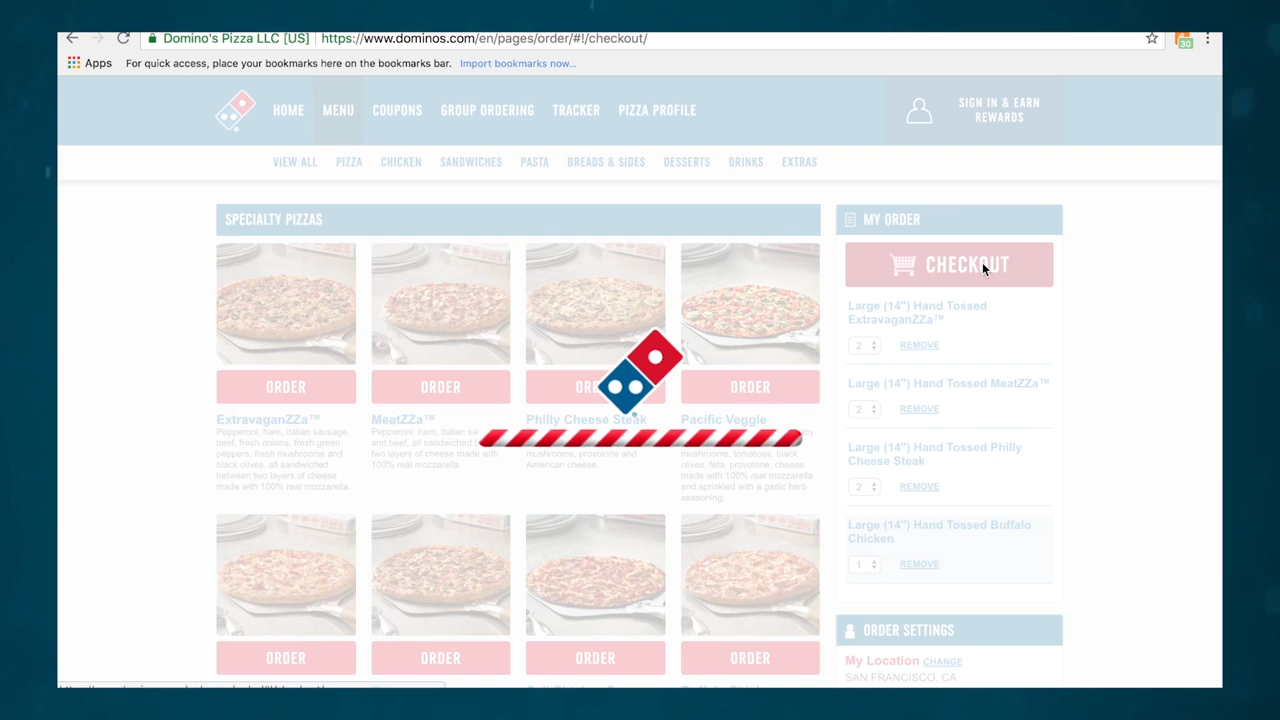 Domino's Pizza LLC [US] | https://www.dominos.com/en/pages/order/#!/checkout/
30
Apps For quick access, place your bookmarks here on the bookmarks bar. Import bookmarks now...
HOME MENU COUPONS GROUP ORDERING TRACKER PIZZA PROFILE
SIGN IN & EARN
REWARDS
VIEW ALL PIZZA CHICKEN SANDWICHES PASTA BREADS & SIDES DESSERTS DRINKS EXTRAS
SPECIALTY PIZZAS
ORDER ORDER ORDER
ExtravaganZZa™
Pepperoni, ham, Italian sausage,
beef, fresh onions, fresh green
peppers, fresh mushrooms and
black olives, all sandwiched
between two layers of cheese
made with 100% real mozzarella.
MeatZZa™
Pepperoni, ham, Italian
and beef, all sandwiched
two layers of cheese made with
100% real mozzarella.
Philly Cheese Steak
mushrooms, provolone and
American cheese.
Pacific Veggie
mushrooms, tomatoes, black
olives, feta, provolone, cheese
made with 100% real mozzarella
and sprinkled with a garlic herb
seasoning.
ORDER ORDER ORDER ORDER
MY ORDER
CHECKOUT
Large (14") Hand Tossed
ExtravaganZZa™
2 REMOVE
Large (14") Hand Tossed MeatZZa™
2 REMOVE
Large (14") Hand Tossed Philly
Cheese Steak
2 REMOVE
Large (14") Hand Tossed Buffalo
Chicken
1 REMOVE
ORDER SETTINGS
My Location CHANGE
SAN FRANCISCO, CA